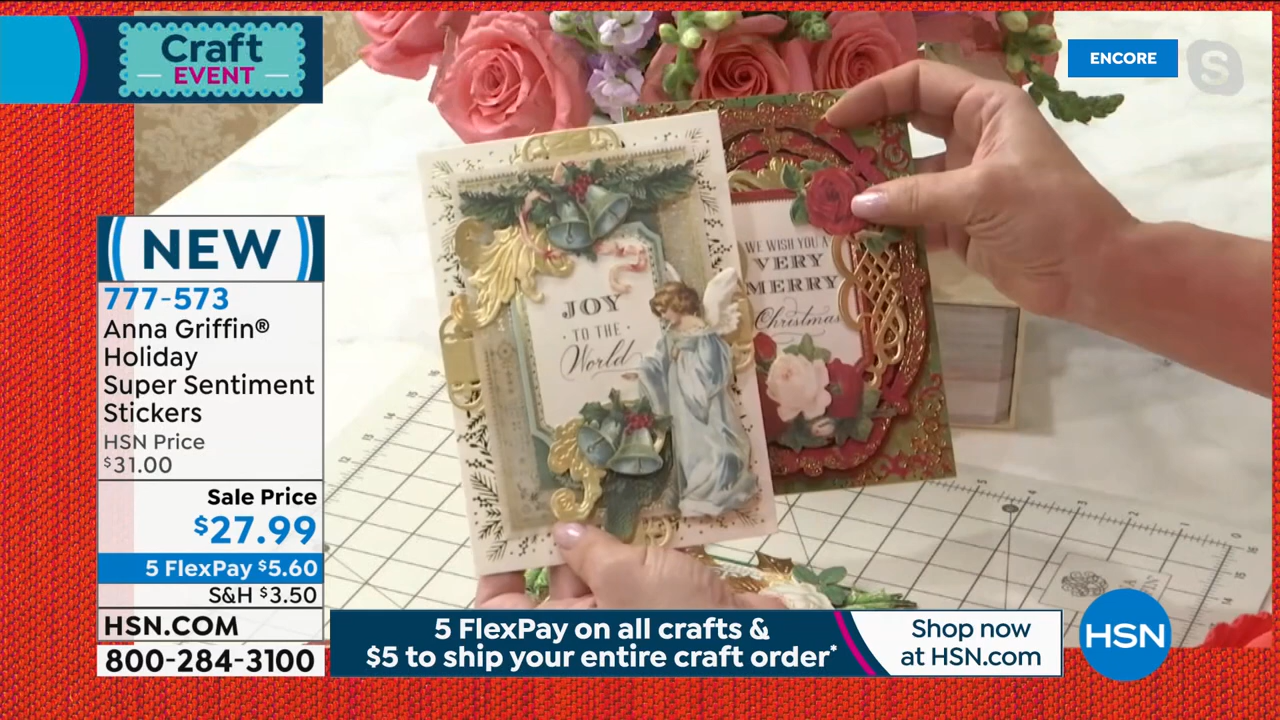 Craft
EVENT
ENCORE
S
NEW
777-573
Anna Griffin®
Holiday
Super Sentiment
Stickers
HSN Price
$31.00
Sale Price
$27.99
5 FlexPay $5.60
S&H $3.50
HSN.COM
800-284-3100
JOY
· TO THE ·
World
WE WISH YOU A
VERY
MERRY
Christmas
5 FlexPay on all crafts &
$5 to ship your entire craft order*
Shop now
at HSN.com
HSN